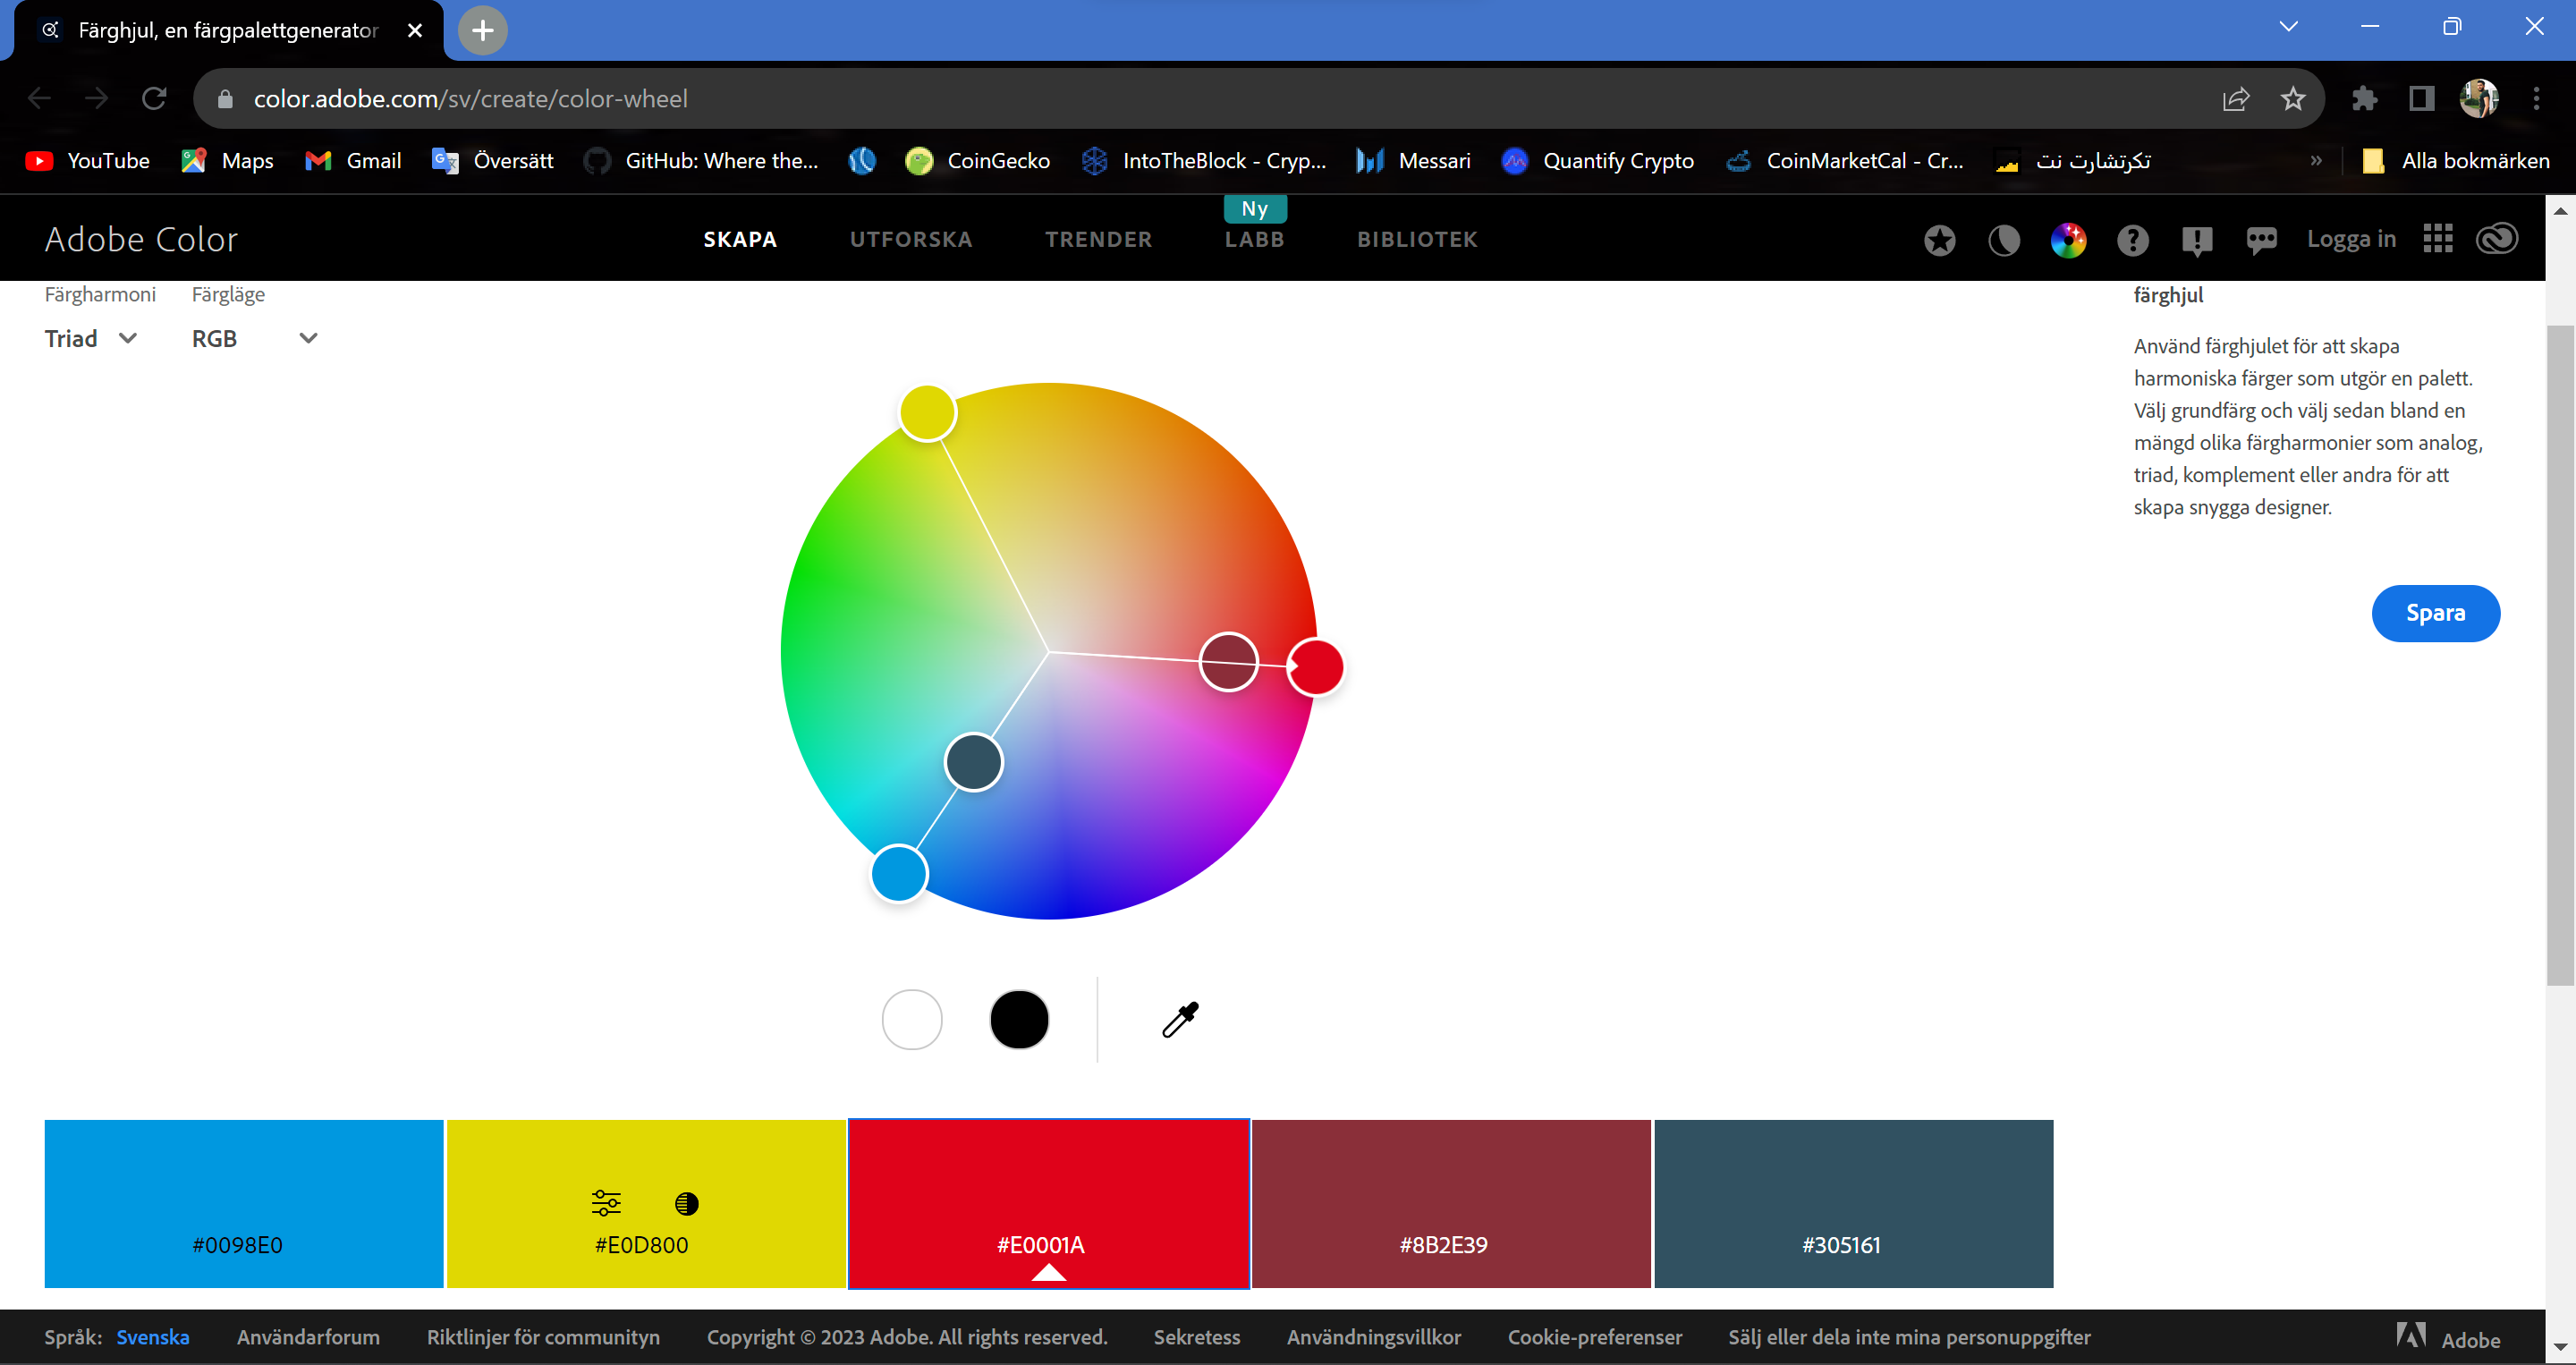 Färghjul, en färgpalettgenerator
color.adobe.com/sv/create/color-wheel
YouTube Maps Gmail Översätt GitHub: Where the... CoinGecko IntoTheBlock - Cryp... Messari Quantify Crypto CoinMarketCal - Cr... تکرتشارت نت » Alla bokmärken
Ny
Adobe Color SKAPA UTFORSKA TRENDER LABB BIBLIOTEK Logga in
Färgharmoni Färgläge
Triad RGB
färghjul
Använd färghjulet för att skapa
harmoniska färger som utgör en palett.
Välj grundfärg och välj sedan bland en
mängd olika färgharmonier som analog,
triad, komplement eller andra för att
skapa snygga designer.
Spara
#0098E0 #E0D800 #E0001A #8B2E39 #305161
Språk: Svenska Användarforum Riktlinjer för communityn Copyright © 2023 Adobe. All rights reserved. Sekretess Användningsvillkor Cookie-preferenser Sälj eller dela inte mina personuppgifter Adobe